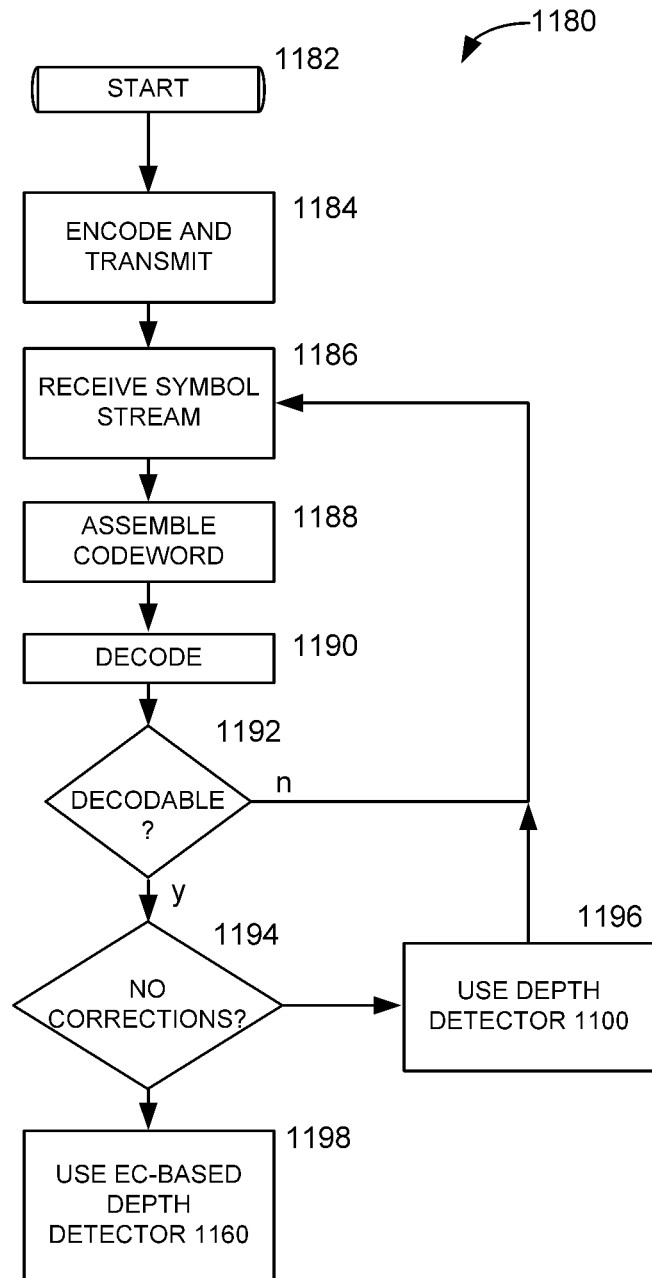 1180
1182
START
1184
ENCODE AND
TRANSMIT
1186
RECEIVE SYMBOL
STREAM
1188
ASSEMBLE
CODEWORD
1190
DECODE
1192
DECODABLE
?
n
y
1194
NO
CORRECTIONS?
1196
USE DEPTH
DETECTOR 1100
1198
USE EC-BASED
DEPTH
DETECTOR 1160